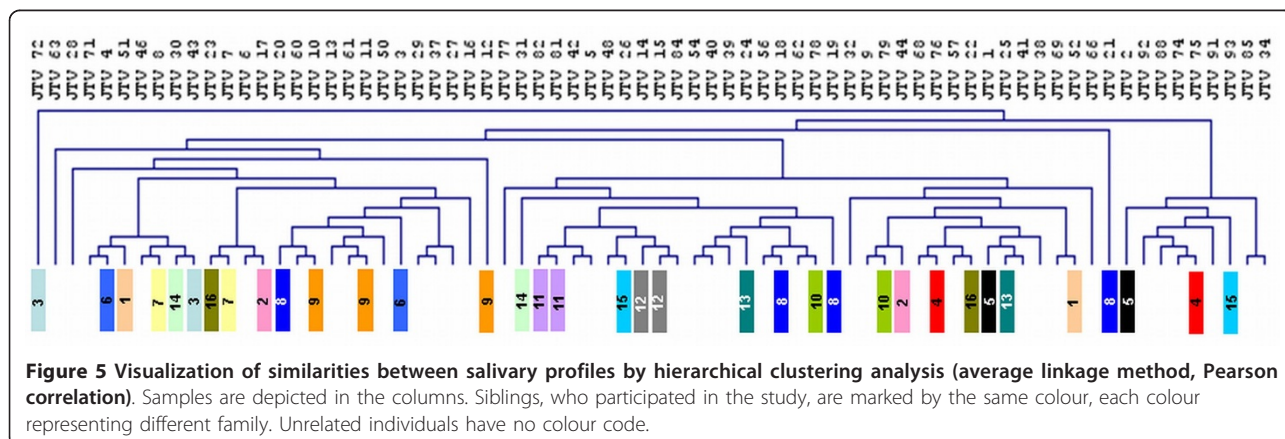 JTV 72
JTV 63
JTV 28
JTV 71
JTV 4
JTV 51
JTV 46
JTV 8
JTV 30
JTV 43
JTV 23
JTV 7
JTV 6
JTV 17
JTV 20
JTV 60
JTV 10
JTV 13
JTV 61
JTV 11
JTV 50
JTV 3
JTV 29
JTV 37
JTV 27
JTV 16
JTV 12
JTV 77
JTV 31
JTV 82
JTV 81
JTV 42
JTV 5
JTV 48
JTV 26
JTV 14
JTV 15
JTV 84
JTV 54
JTV 40
JTV 39
JTV 24
JTV 56
JTV 18
JTV 62
JTV 78
JTV 19
JTV 32
JTV 9
JTV 79
JTV 44
JTV 68
JTV 76
JTV 57
JTV 22
JTV 1
JTV 25
JTV 41
JTV 38
JTV 69
JTV 52
JTV 21
JTV 2
JTV 92
JTV 88
JTV 74
JTV 75
JTV 91
JTV 93
JTV 85
JTV 34
3
6
1
7
14
3
16
7
2
8
9
9
6
9
14
11
11
15
12
12
13
8
10
8
10
2
4
16
5
13
1
8
5
4
15
Figure 5 Visualization of similarities between salivary profiles by hierarchical clustering analysis (average linkage method, Pearson
correlation). Samples are depicted in the columns. Siblings, who participated in the study, are marked by the same colour, each colour
representing different family. Unrelated individuals have no colour code.